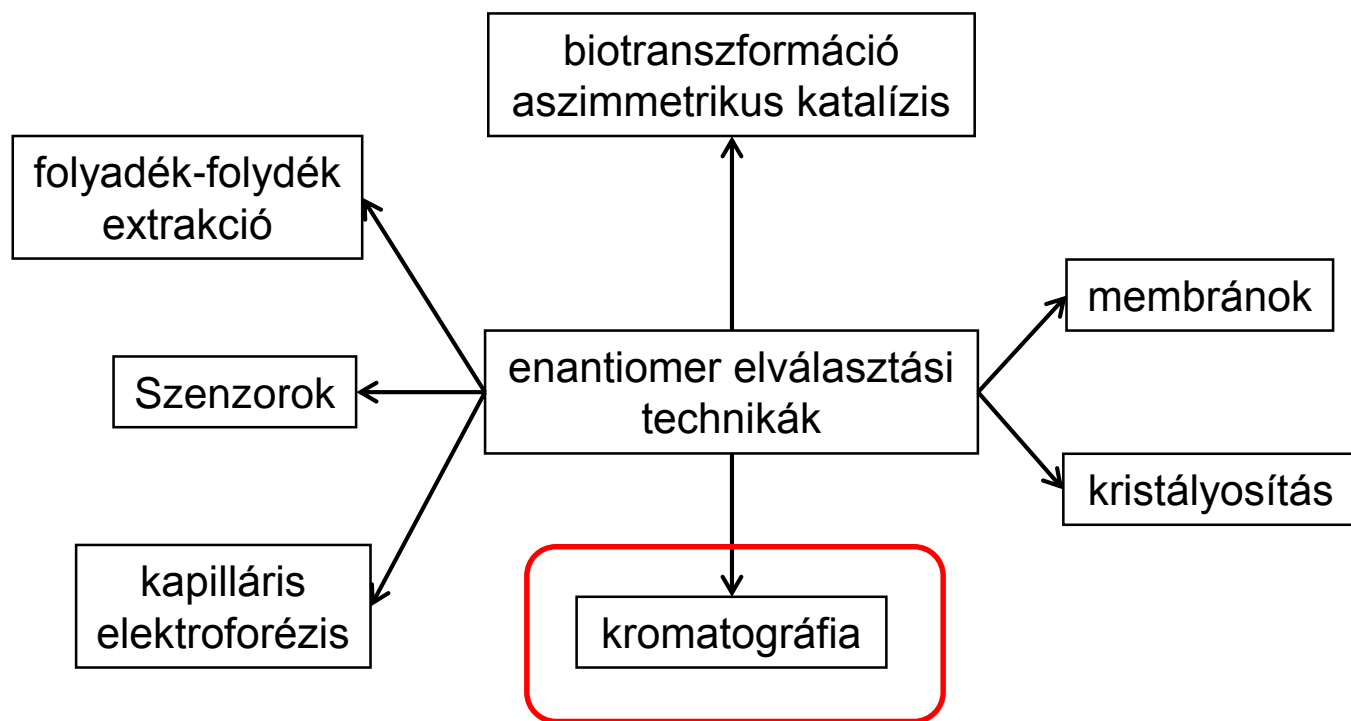 biotranszformáció
aszimmetrikus katalízis
folyadék-folydék
extrakció
membránok
enantiomer elválasztási
technikák
Szenzorok
kristályosítás
kapilláris
elektroforézis
kromatográfia